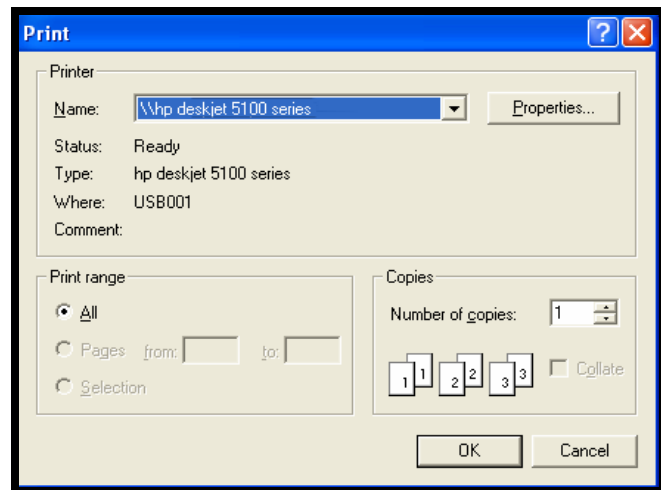 Print
Printer
Name: \\hp deskjet 5100 series Properties...
Status: Ready
Type: hp deskjet 5100 series
Where: USB001
Comment:
Print range
All
Pages from: to:
Selection
Copies
Number of copies: 1
1 1 2 2 3 3 Collate
OK Cancel